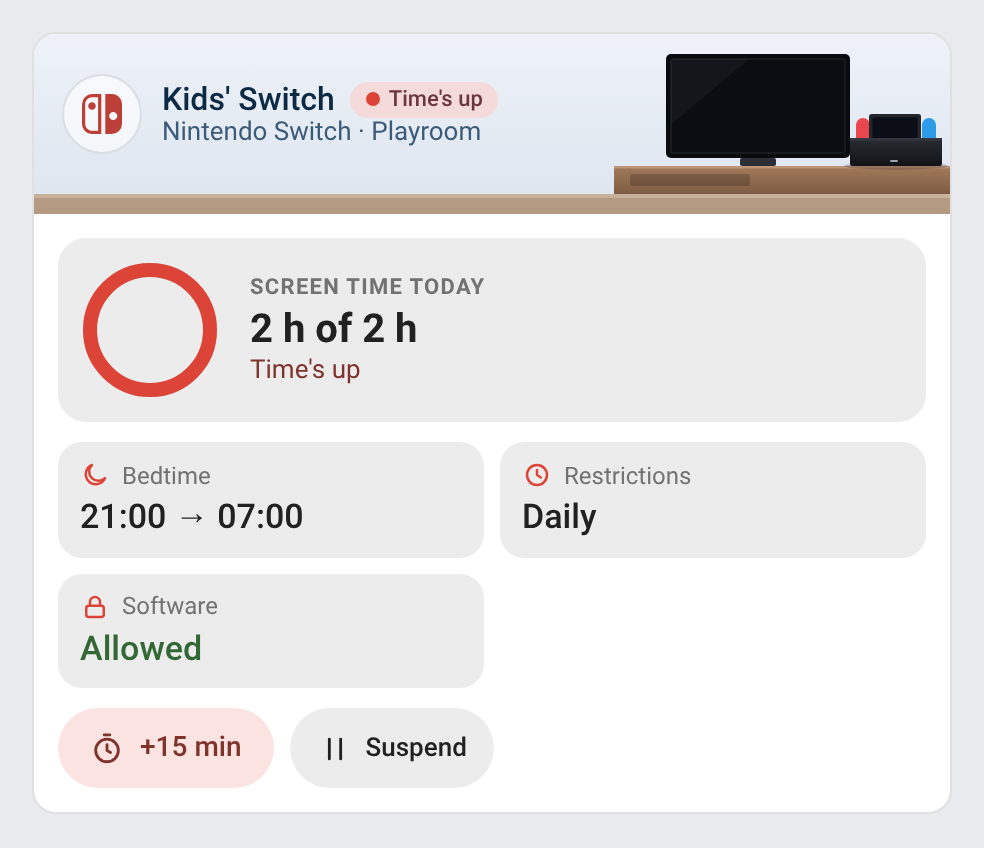 Kids' Switch
Time's up
Nintendo Switch · Playroom
SCREEN TIME TODAY
2 h of 2 h
Time's up
Bedtime
21:00 → 07:00
Restrictions
Daily
Software
Allowed
+15 min
Suspend